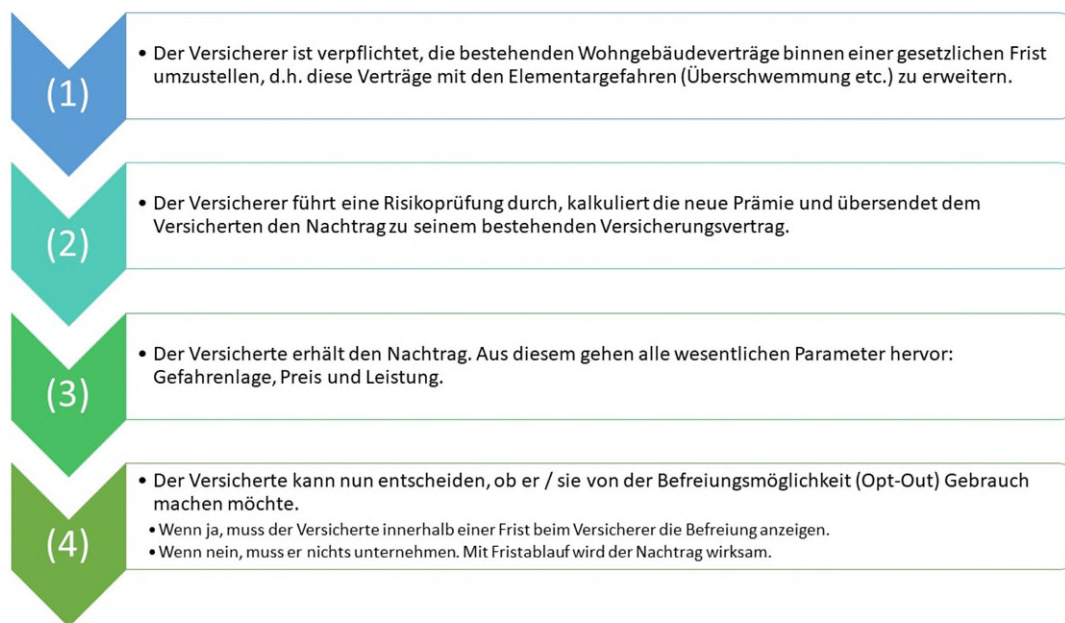 (1)
• Der Versicherer ist verpflichtet, die bestehenden Wohngebäudeverträge binnen einer gesetzlichen Frist
umzustellen, d.h. diese Verträge mit den Elementargefahren (Überschwemmung etc.) zu erweitern.
(2)
• Der Versicherer führt eine Risikoprüfung durch, kalkuliert die neue Prämie und übersendet dem
Versicherten den Nachtrag zu seinem bestehenden Versicherungsvertrag.
(3)
• Der Versicherte erhält den Nachtrag. Aus diesem gehen alle wesentlichen Parameter hervor:
Gefahrenlage, Preis und Leistung.
(4)
• Der Versicherte kann nun entscheiden, ob er / sie von der Befreiungsmöglichkeit (Opt-Out) Gebrauch
machen möchte.
• Wenn ja, muss der Versicherte innerhalb einer Frist beim Versicherer die Befreiung anzeigen.
• Wenn nein, muss er nichts unternehmen. Mit Fristablauf wird der Nachtrag wirksam.